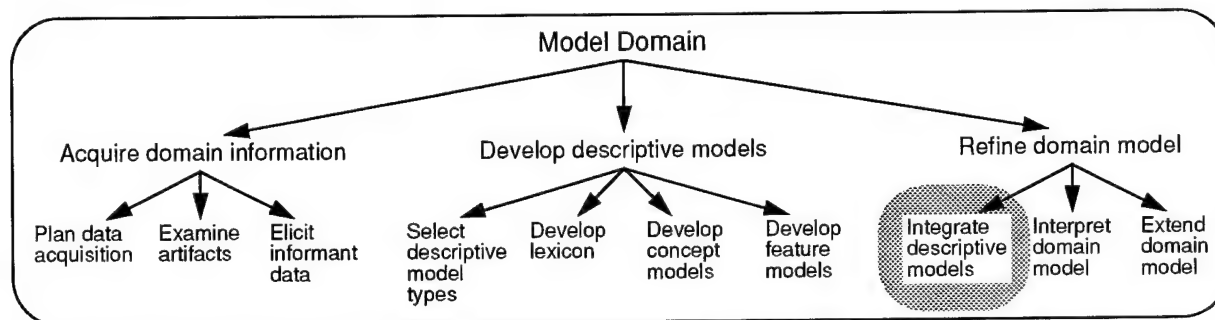 Model Domain
Acquire domain information
Develop descriptive models
Refine domain model
Plan data
acquisition
Examine
artifacts
Elicit
informant
data
Select
descriptive
model
types
Develop
lexicon
Develop
concept
models
Develop
feature
models
Integrate
descriptive
models
Interpret
domain
model
Extend
domain
model